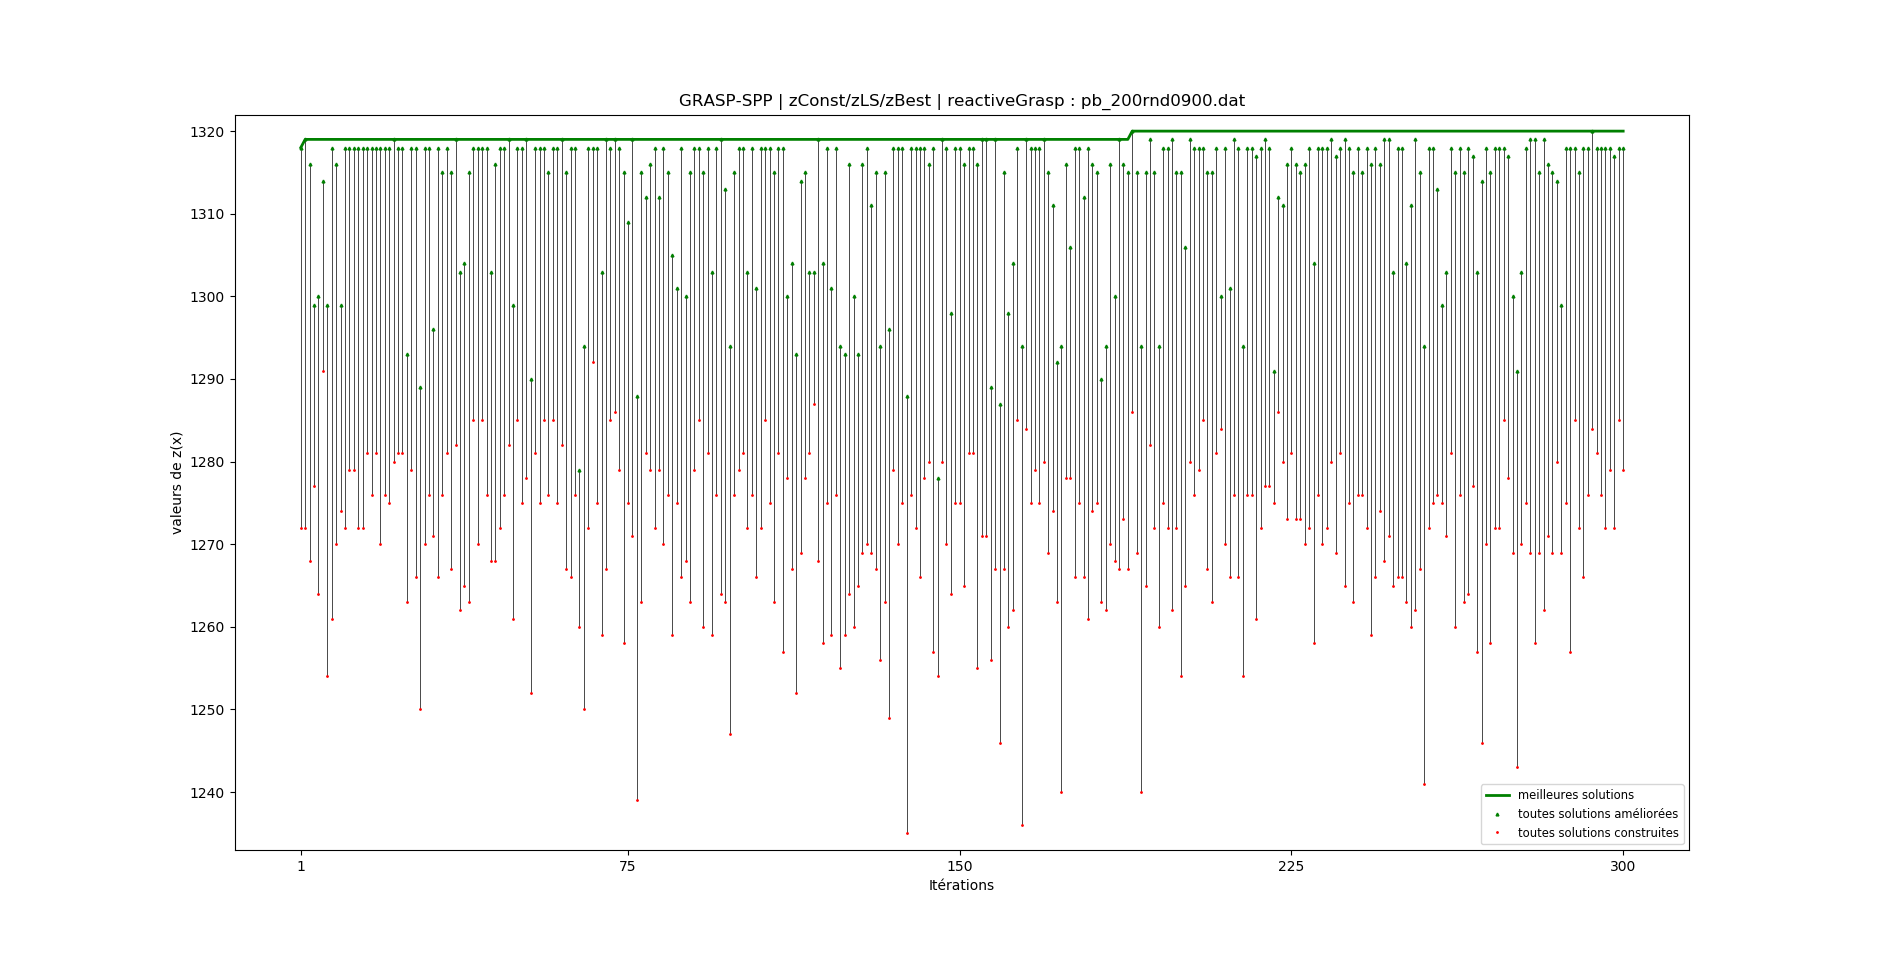 GRASP-SPP | zConst/zLS/zBest | reactiveGrasp : pb_200rnd0900.dat
1320
1310
1300
1290
1280
1270
1260
1250
1240
valeurs de z(x)
meilleures solutions
toutes solutions améliorées
toutes solutions construites
1 75 150 225 300
Itérations